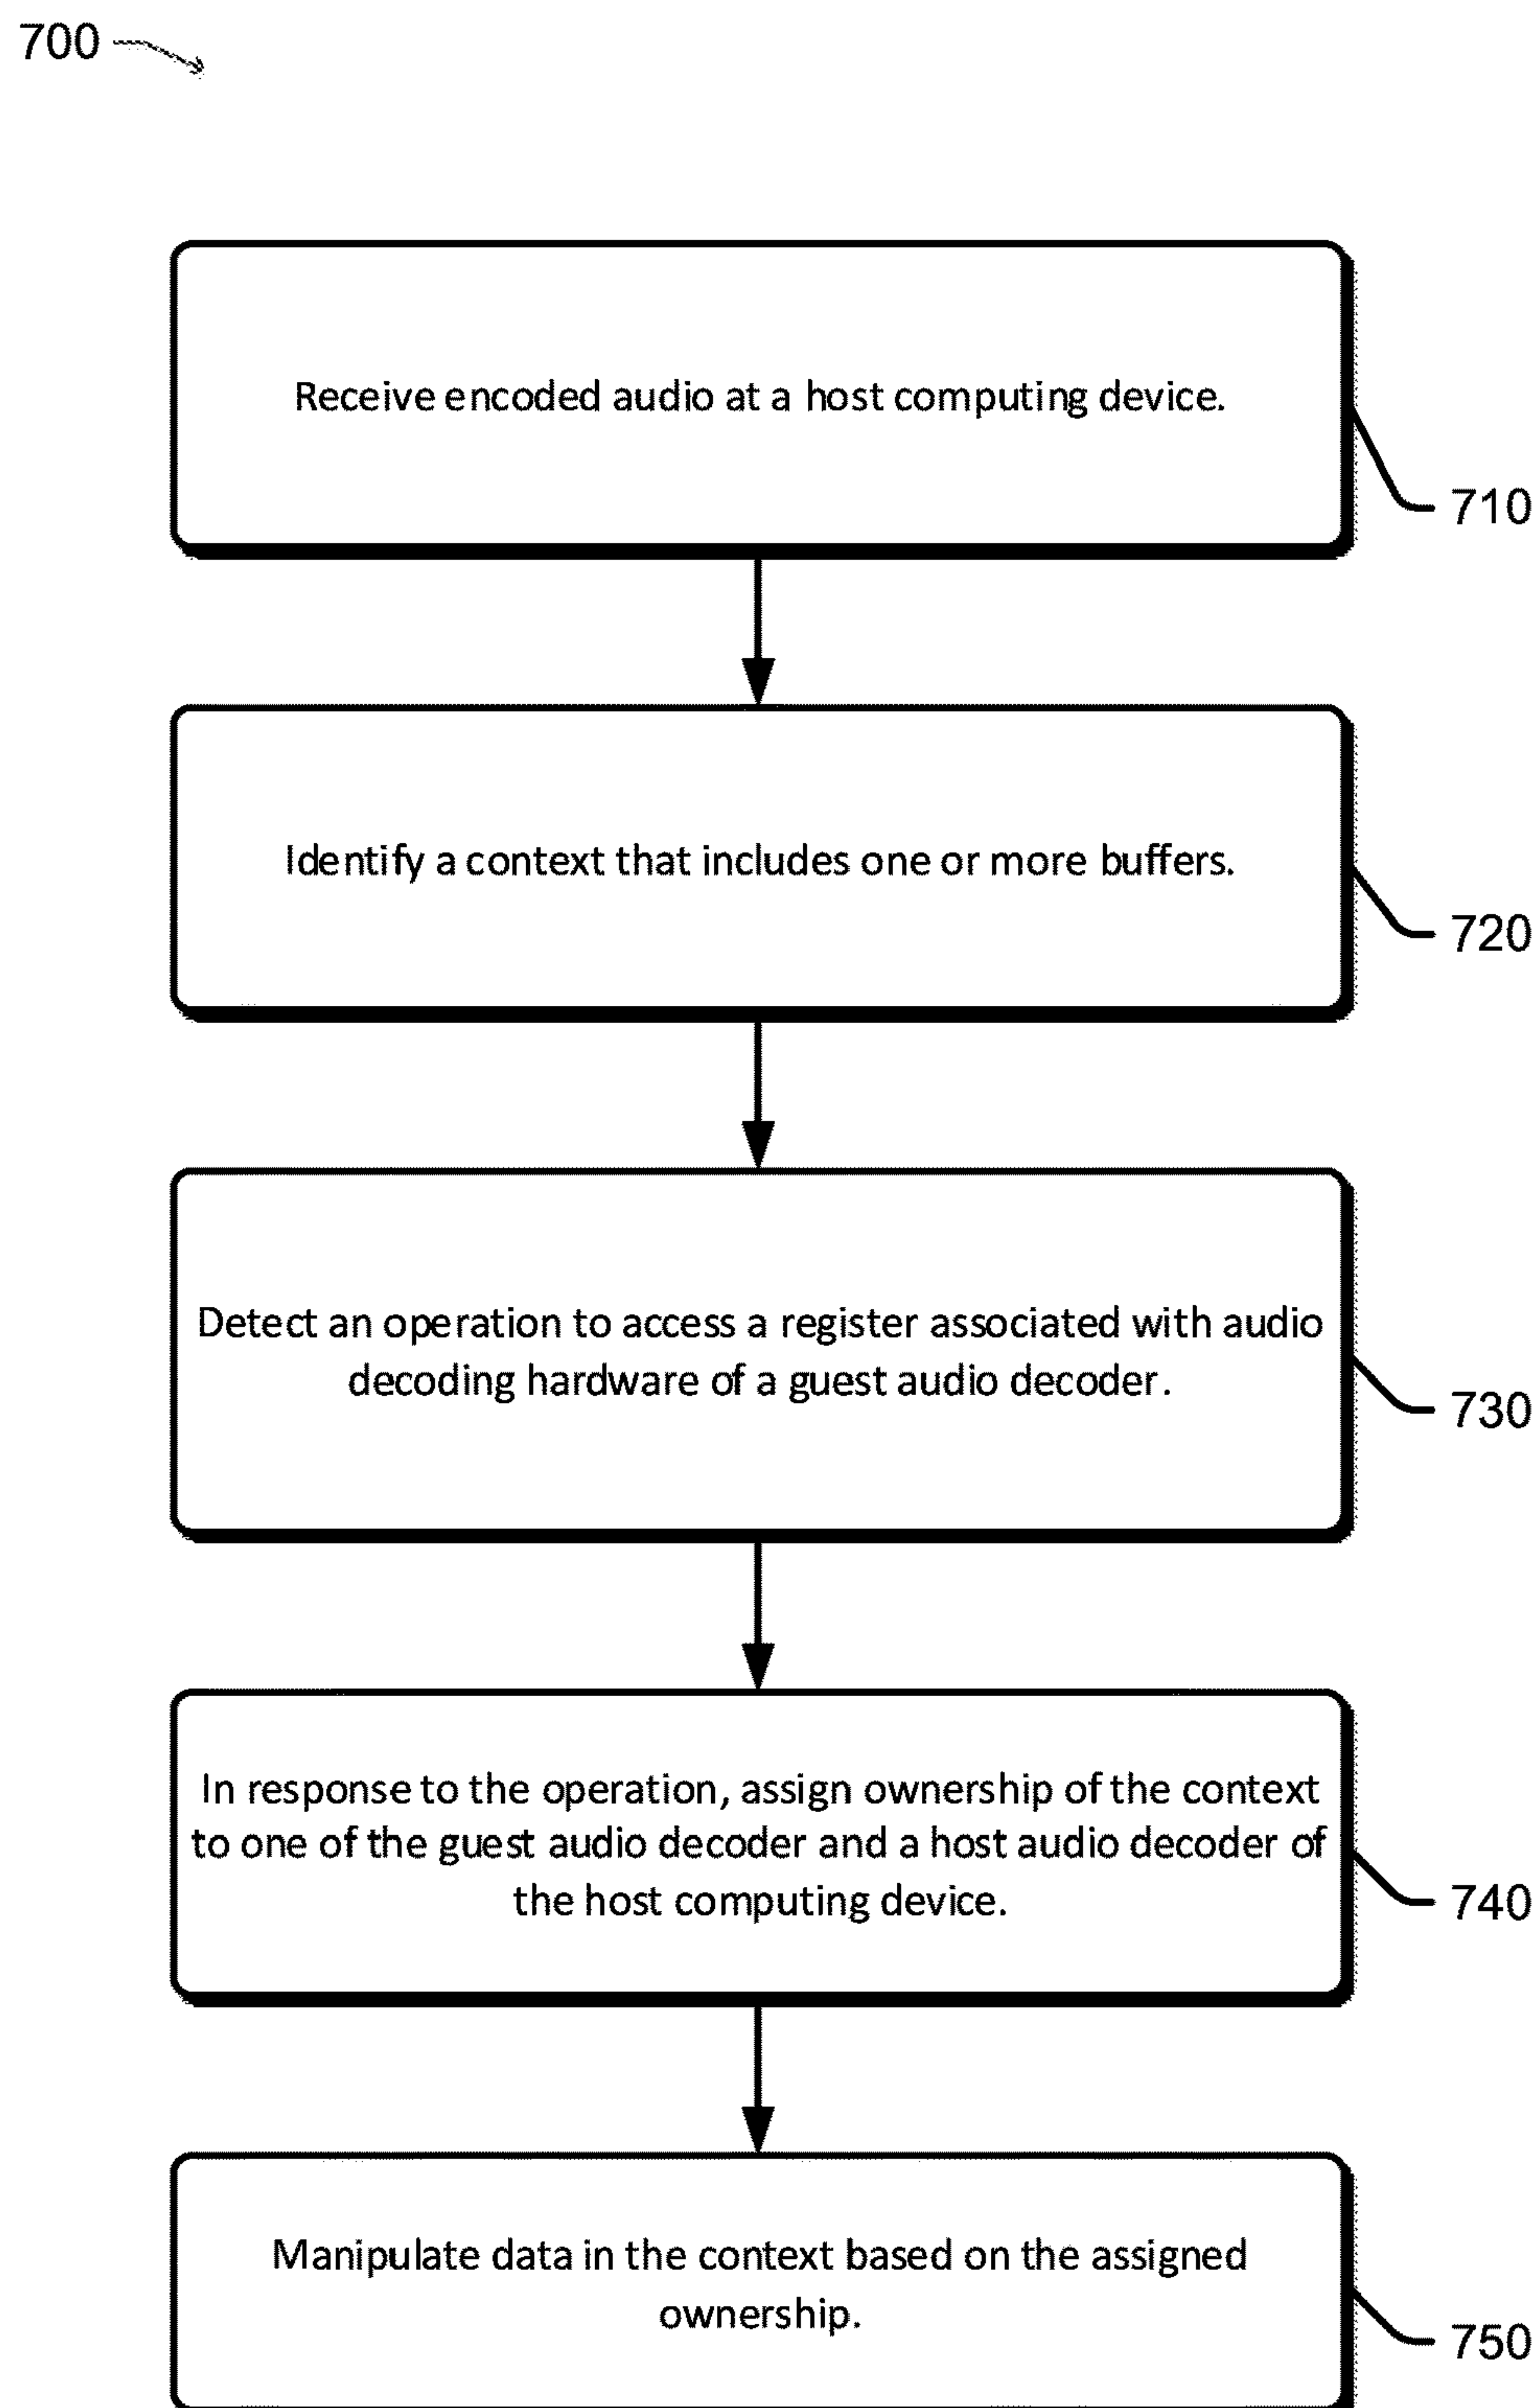 700
Receive encoded audio at a host computing device.
710
Identify a context that includes one or more buffers.
720
Detect an operation to access a register associated with audio
decoding hardware of a guest audio decoder.
730
In response to the operation, assign ownership of the context
to one of the guest audio decoder and a host audio decoder of
the host computing device.
740
Manipulate data in the context based on the assigned
ownership.
750